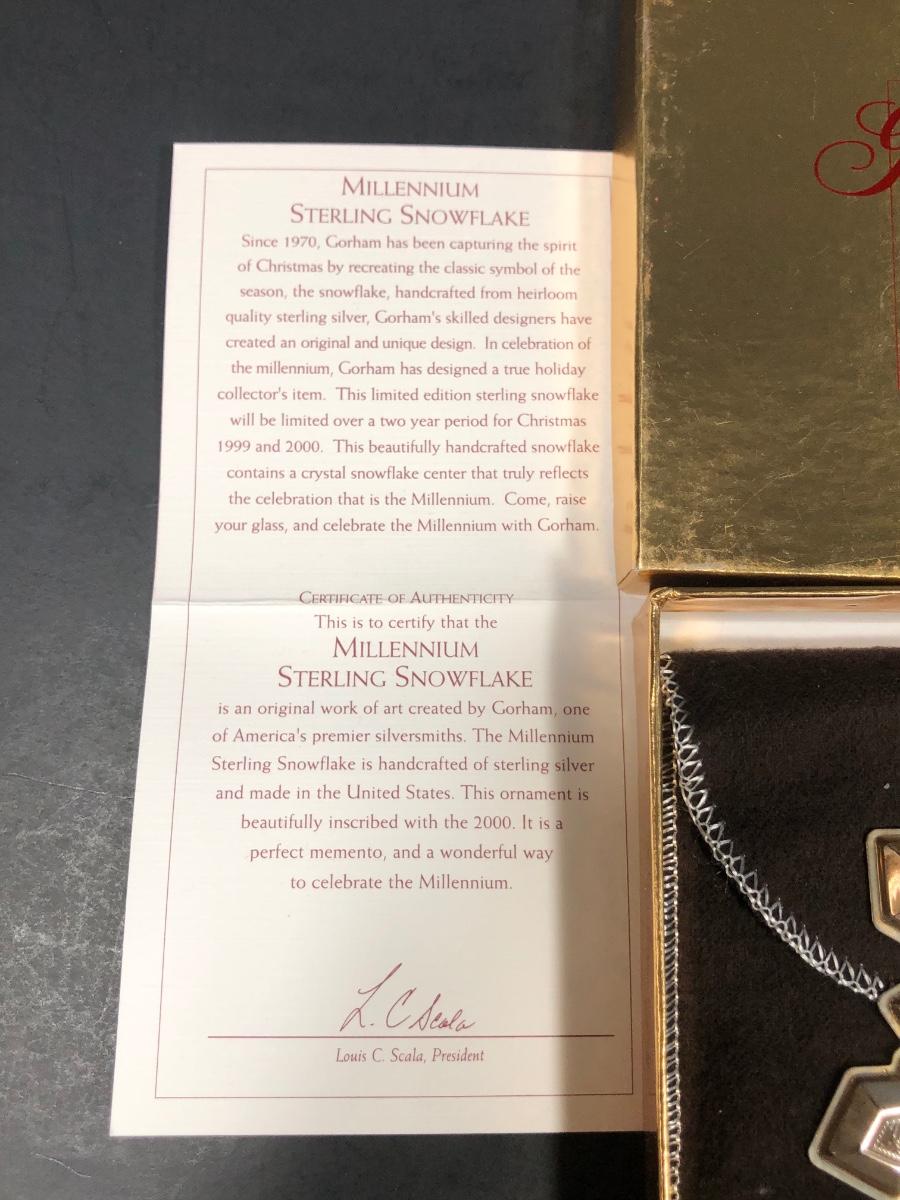 MILLENNIUM
STERLING SNOWFLAKE
Since 1970, Gorham has been capturing the spirit
of Christmas by recreating the classic symbol of the
season, the snowflake, handcrafted from heirloom
quality sterling silver, Gorham's skilled designers have
created an original and unique design. In celebration of
the millennium, Gorham has designed a true holiday
collector's item. This limited edition sterling snowflake
will be limited over a two year period for Christmas
1999 and 2000. This beautifully handcrafted snowflake
contains a crystal snowflake center that truly reflects
the celebration that is the Millennium. Come, raise
your glass, and celebrate the Millennium with Gorham.
CERTIFICATE OF AUTHENTICITY
This is to certify that the
MILLENNIUM
STERLING SNOWFLAKE
is an original work of art created by Gorham, one
of America's premier silversmiths. The Millennium
Sterling Snowflake is handcrafted of sterling silver
and made in the United States. This ornament is
beautifully inscribed with the 2000. It is a
perfect memento, and a wonderful way
to celebrate the Millennium.
L. C Scala
Louis C. Scala, President